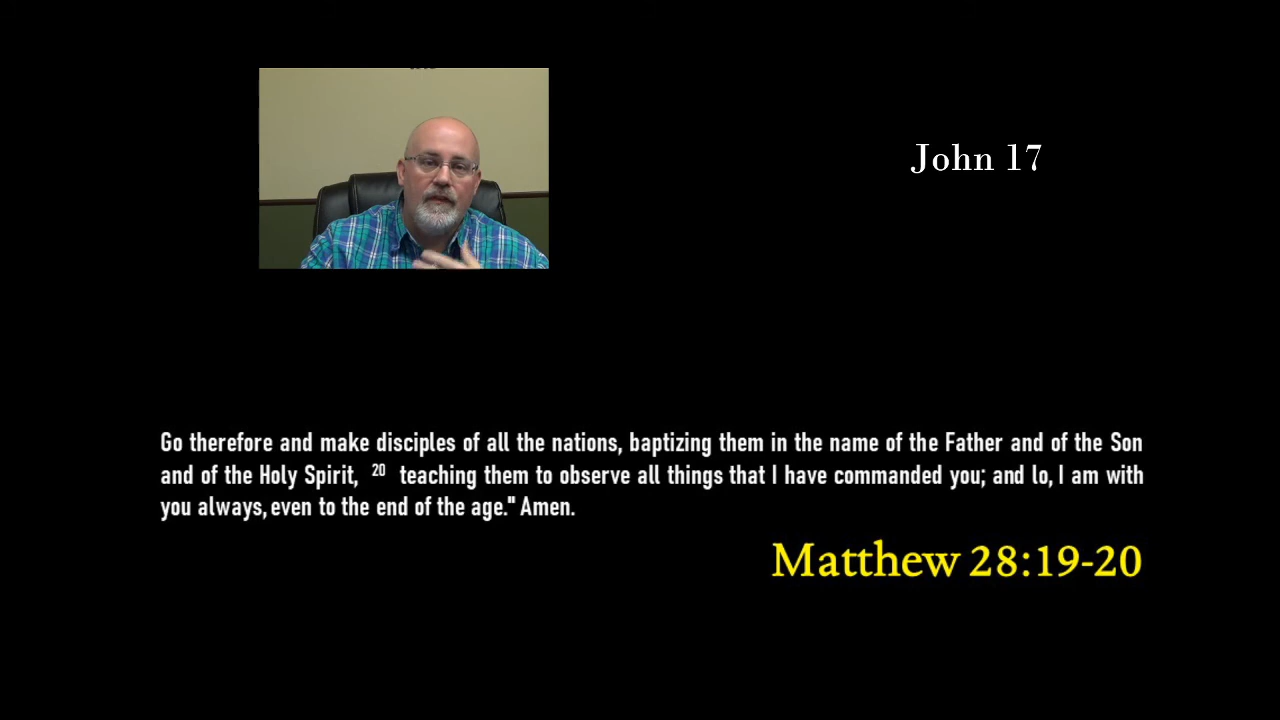 John 17
Go therefore and make disciples of all the nations, baptizing them in the name of the Father and of the Son
and of the Holy Spirit, 20 teaching them to observe all things that I have commanded you; and lo, I am with
you always, even to the end of the age." Amen.
Matthew 28:19-20